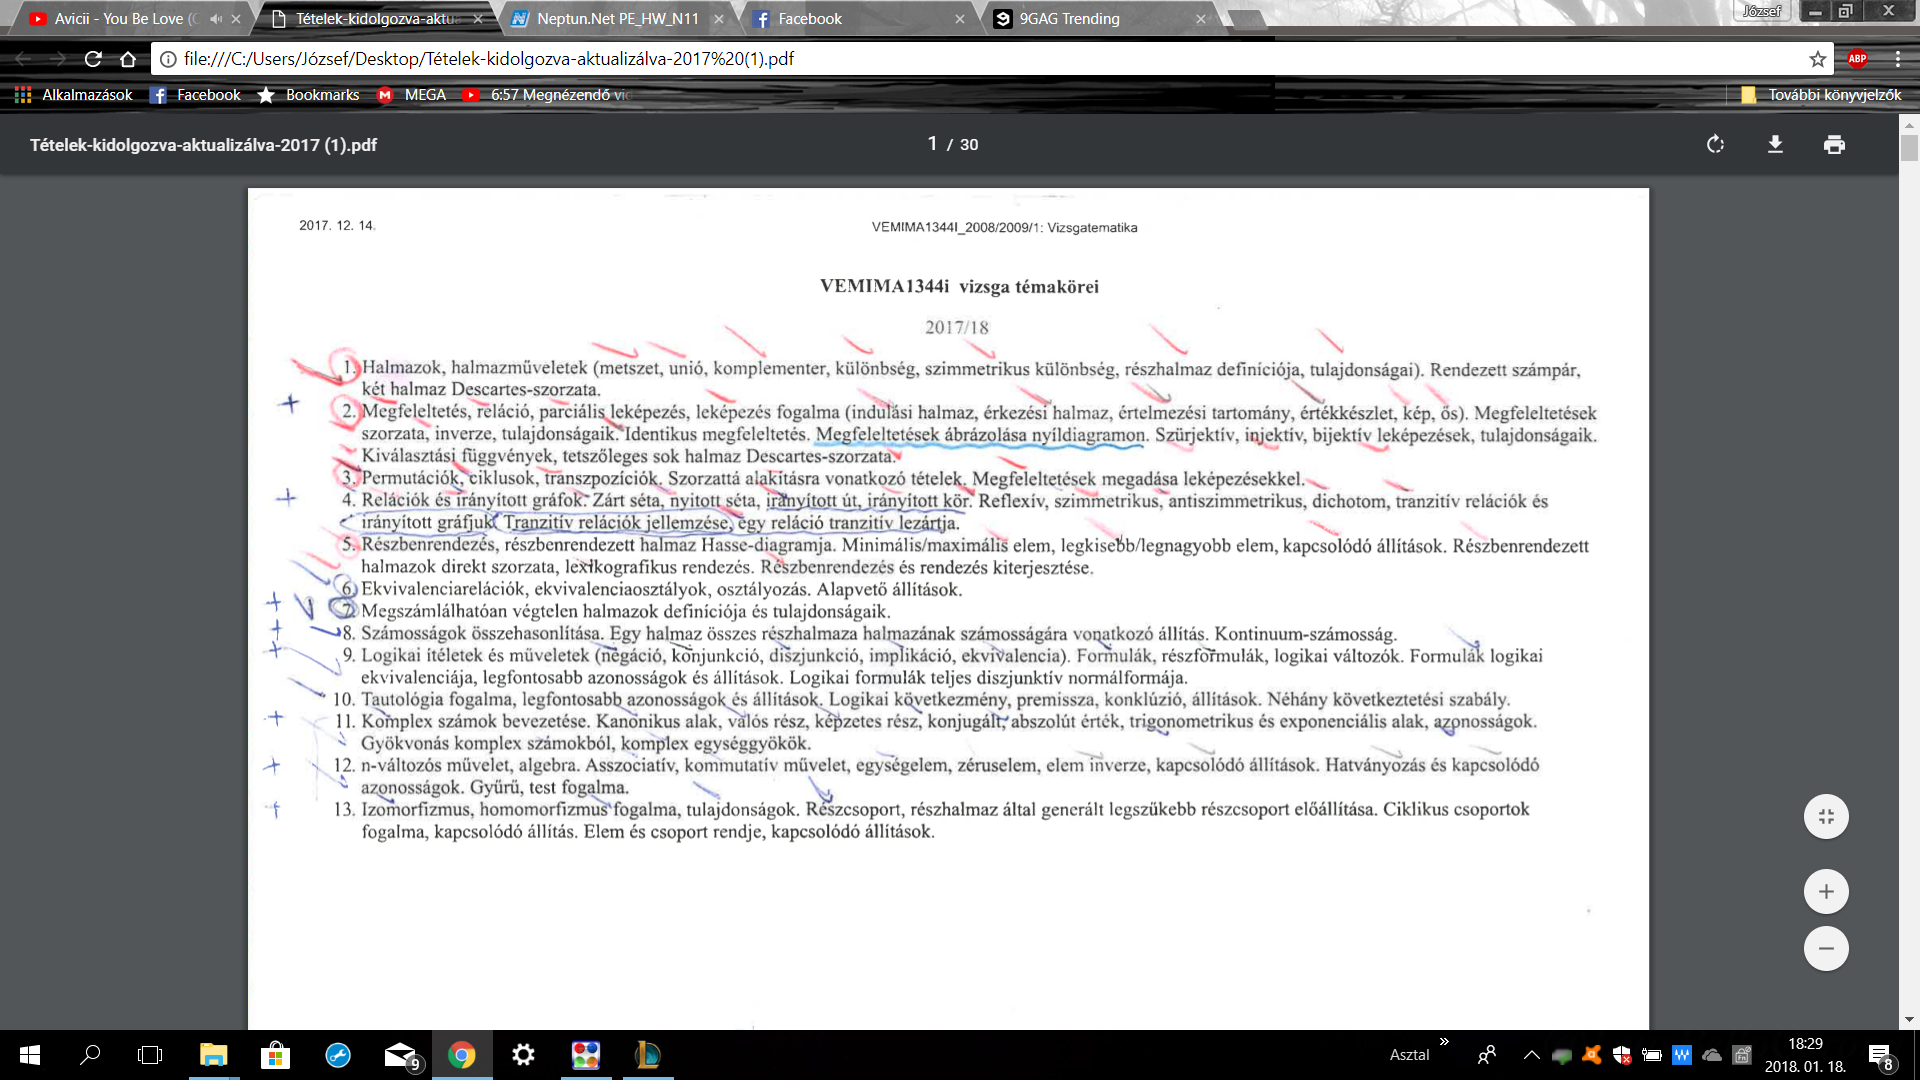 Avicii - You Be Love (
Tételek-kidolgozva-aktu
Neptun.Net PE_HW_N11
Facebook
9GAG Trending
József
file:///C:/Users/József/Desktop/Tételek-kidolgozva-aktualizálva-2017%20(1).pdf
ABP
Alkalmazások
Facebook
Bookmarks
MEGA
6:57 Megnézendő vi
További könyvjelzők
Tételek-kidolgozva-aktualizálva-2017 (1).pdf
1 / 30
2017. 12. 14.
VEMIMA1344I_2008/2009/1: Vizsgatematika
VEMIMA1344i vizsga témakörei
2017/18
1. Halmazok, halmazműveletek (metszet, unió, komplementer, különbség, szimmetrikus különbség, részhalmaz definíciója, tulajdonságai). Rendezett számpár,
két halmaz Descartes-szorzata.
2. Megfeleltetés, reláció, parciális leképezés, leképezés fogalma (indulási halmaz, érkezési halmaz, értelmezési tartomány, értékkészlet, kép, ős). Megfeleltetések
szorzata, inverze, tulajdonságaik. Identikus megfeleltetés. Megfeleltetések ábrázolása nyíldiagramon. Szürjektív, injektív, bijektív leképezések, tulajdonságaik.
Kiválasztási függvények, tetszőleges sok halmaz Descartes-szorzata.
3. Permutációk, ciklusok, transzpozíciók. Szorzattá alakításra vonatkozó tételek. Megfeleltetések megadása leképezésekkel.
4. Relációk és irányított gráfok. Zárt séta, nyitott séta, irányított út, irányított kör. Reflexív, szimmetrikus, antiszimmetrikus, dichotom, tranzitív relációk és
irányított gráfjuk. Tranzitív relációk jellemzése, egy reláció tranzitív lezártja.
5. Részbenrendezés, részbenrendezett halmaz Hasse-diagramja. Minimális/maximális elem, legkisebb/legnagyobb elem, kapcsolódó állítások. Részbenrendezett
halmazok direkt szorzata, lexikografikus rendezés. Részbenrendezés és rendezés kiterjesztése.
6. Ekvivalenciarelációk, ekvivalenciaosztályok, osztályozás. Alapvető állítások.
7. Megszámlálhatóan végtelen halmazok definíciója és tulajdonságaik.
8. Számosságok összehasonlítása. Egy halmaz összes részhalmaza halmazának számosságára vonatkozó állítás. Kontinuum-számosság.
9. Logikai ítéletek és műveletek (negáció, konjunkció, diszjunkció, implikáció, ekvivalencia). Formulák, részformulák, logikai változók. Formulák logikai
ekvivalenciája, legfontosabb azonosságok és állítások. Logikai formulák teljes diszjunktív normálformája.
10. Tautológia fogalma, legfontosabb azonosságok és állítások. Logikai következmény, premissza, konklúzió, állítások. Néhány következtetési szabály.
11. Komplex számok bevezetése. Kanonikus alak, valós rész, képzetes rész, konjugált, abszolút érték, trigonometrikus és exponenciális alak, azonosságok.
Gyökvonás komplex számokból, komplex egységgyökök.
12. n-változós művelet, algebra. Asszociatív, kommutatív művelet, egységelem, zéruselem, elem inverze, kapcsolódó állítások. Hatványozás és kapcsolódó
azonosságok. Gyűrű, test fogalma.
13. Izomorfizmus, homomorfizmus fogalma, tulajdonságok. Részcsoport, részhalmaz által generált legszűkebb részcsoport előállítása. Ciklikus csoportok
fogalma, kapcsolódó állítás. Elem és csoport rendje, kapcsolódó állítások.
9
Asztal
18:29
2018. 01. 18.
8